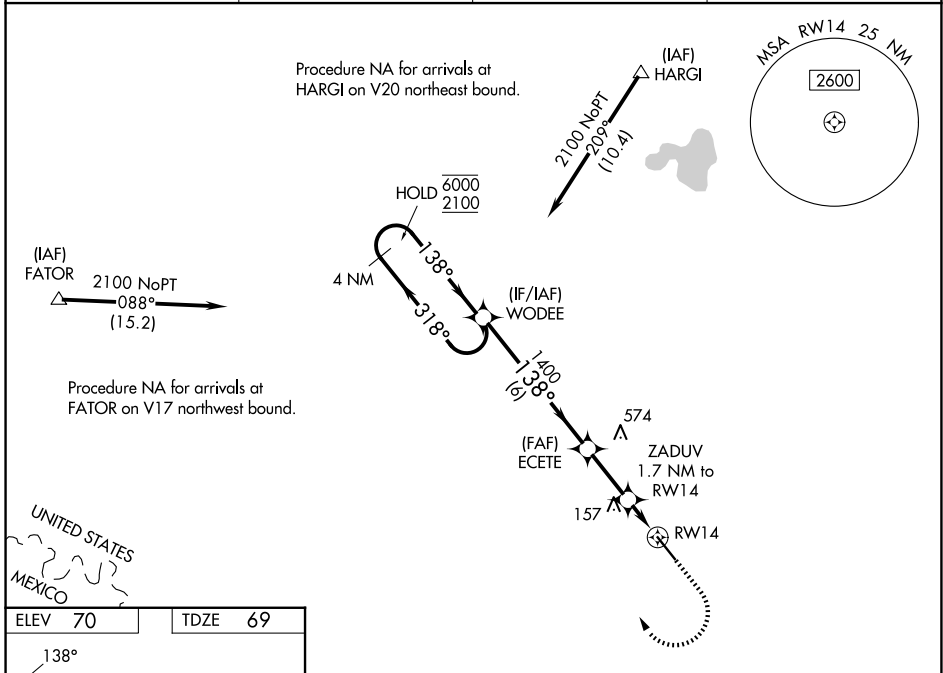 MSA RW14 25 NM
2600
(IAF)
HARGI
Procedure NA for arrivals at
HARGI on V20 northeast bound.
2100 NoPT
209°
(10.4)
HOLD 6000
2100
(IAF)
FATOR
2100 NoPT
088°
(15.2)
4 NM
138°
318°
(IF/IAF)
WODEE
1400
138°
(6)
Procedure NA for arrivals at
FATOR on V17 northwest bound.
574
(FAF)
ECETE
ZADUV
1.7 NM to
RW14
157
RW14
UNITED STATES
MEXICO
ELEV 70
TDZE 69
138°